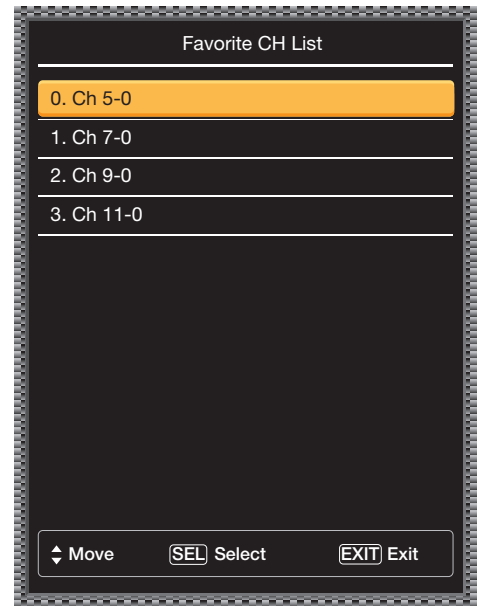 Favorite CH List
0. Ch 5-0
1. Ch 7-0
2. Ch 9-0
3. Ch 11-0
Move SEL Select EXIT Exit